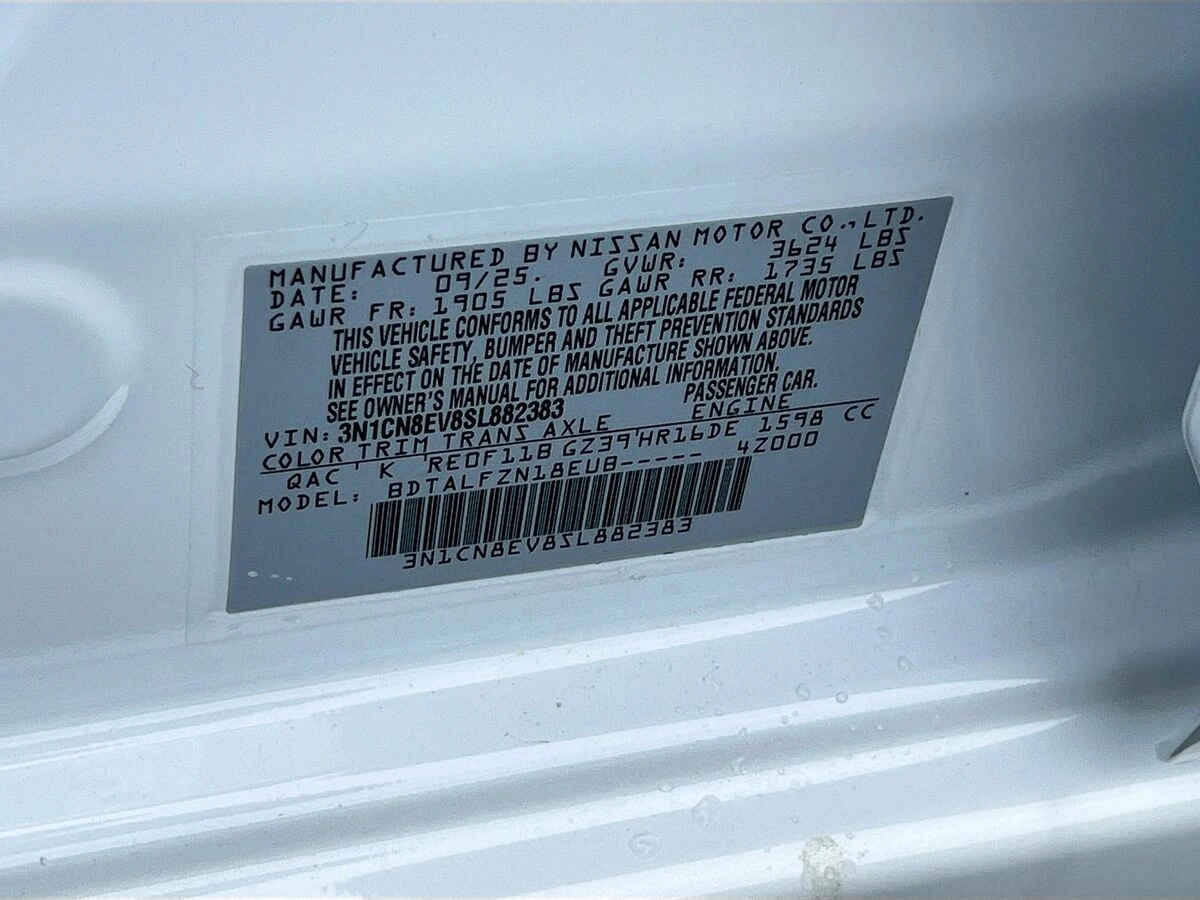 MANUFACTURED BY NISSAN MOTOR CO., LTD.
DATE: 09/25. GVWR: 3624 LBS
GAWR FR: 1905 LBS GAWR RR: 1735 LBS
THIS VEHICLE CONFORMS TO ALL APPLICABLE FEDERAL MOTOR
VEHICLE SAFETY, BUMPER AND THEFT PREVENTION STANDARDS
IN EFFECT ON THE DATE OF MANUFACTURE SHOWN ABOVE.
SEE OWNER'S MANUAL FOR ADDITIONAL INFORMATION.
VIN: 3N1CN8EV8SL882383 PASSENGER CAR.
COLOR TRIM TRANS AXLE ENGINE
QAC K RE0F11B GZ39 HR16DE 1598 CC
MODEL: BDTALFZN18EUB----- 4Z000
3N1CN8EV8SL882383